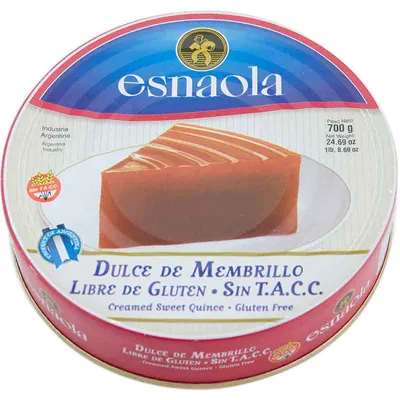 esnaola
Industria
Argentina
Argentina
Industry
Peso Neto
700 g
Net Weight
24.69 oz
1lb. 8.69 oz
Sin T.A.C.C.
DULCE DE MEMBRILLO
LIBRE DE GLUTEN • SIN T.A.C.C.
Creamed Sweet Quince • Gluten Free
esnaola
DULCE DE MEMBRILLO
LIBRE DE GLUTEN • SIN T.A.C.C.
Creamed Sweet Quince • Gluten Free
esnaola